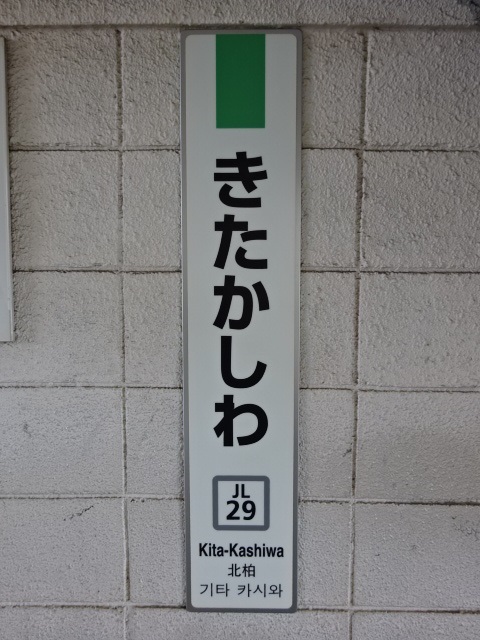 きたかしわ
JL
29
Kita-Kashiwa
北柏
기타 카시와